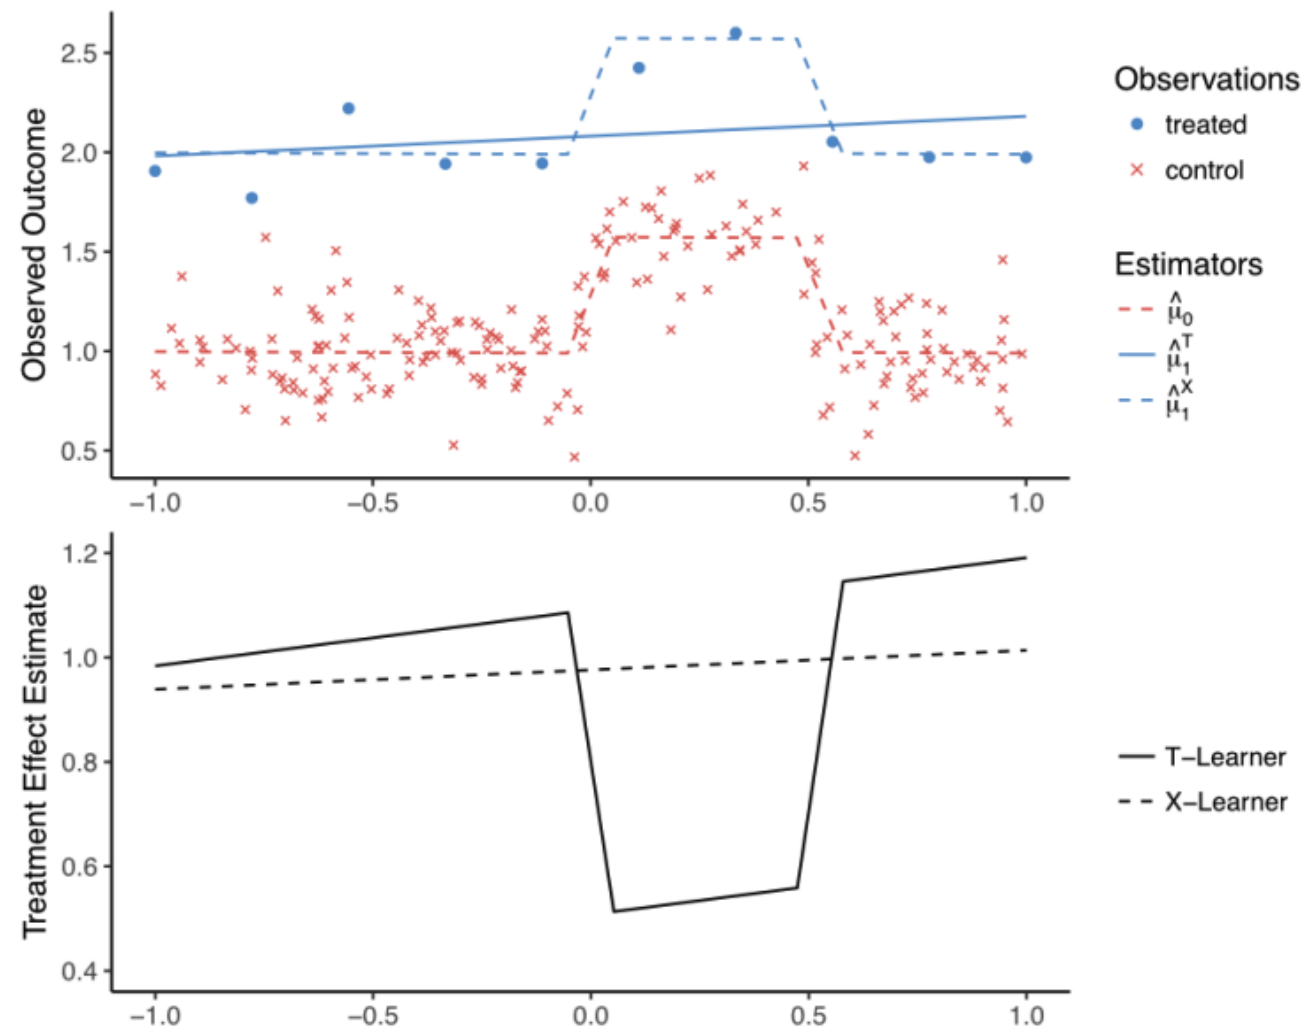 Observed Outcome
2.5
2.0
1.5
1.0
0.5
−1.0 −0.5 0.0 0.5 1.0
Observations
treated
control
Estimators
μ̂₀
μ̂₁ᵀ
μ̂₁ˣ
Treatment Effect Estimate
1.2
1.0
0.8
0.6
0.4
−1.0 −0.5 0.0 0.5 1.0
T−Learner
X−Learner